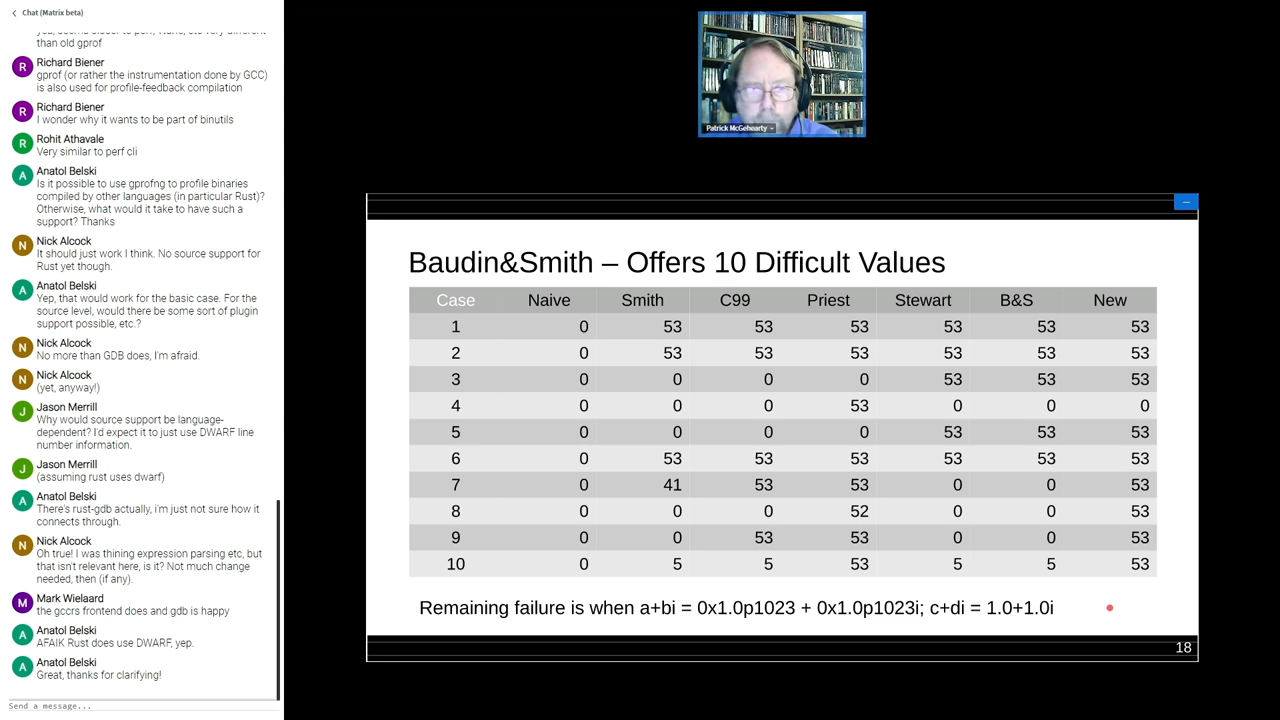 Chat (Matrix beta)
than old gprof
R
Richard Biener
gprof (or rather the instrumentation done by GCC)
is also used for profile-feedback compilation
R
Richard Biener
I wonder why it wants to be part of binutils
R
Rohit Athavale
Very similar to perf cli
A
Anatol Belski
Is it possible to use gprofng to profile binaries
compiled by other languages (in particular Rust)?
Otherwise, what would it take to have such a
support? Thanks
N
Nick Alcock
It should just work I think. No source support for
Rust yet though.
A
Anatol Belski
Yep, that would work for the basic case. For the
source level, would there be some sort of plugin
support possible, etc.?
N
Nick Alcock
No more than GDB does, I'm afraid.
N
Nick Alcock
(yet, anyway!)
J
Jason Merrill
Why would source support be language-
dependent? I'd expect it to just use DWARF line
number information.
J
Jason Merrill
(assuming rust uses dwarf)
A
Anatol Belski
There's rust-gdb actually, i'm just not sure how it
connects through.
N
Nick Alcock
Oh true! I was thining expression parsing etc, but
that isn't relevant here, is it? Not much change
needed, then (if any).
M
Mark Wielaard
the gccrs frontend does and gdb is happy
A
Anatol Belski
AFAIK Rust does use DWARF, yep.
A
Anatol Belski
Great, thanks for clarifying!
Send a message...
Patrick McGehearty
Baudin&Smith – Offers 10 Difficult Values
Case Naive Smith C99 Priest Stewart B&S New
1 0 53 53 53 53 53 53
2 0 53 53 53 53 53 53
3 0 0 0 0 53 53 53
4 0 0 0 53 0 0 0
5 0 0 0 0 53 53 53
6 0 53 53 53 53 53 53
7 0 41 53 53 0 0 53
8 0 0 0 52 0 0 53
9 0 0 53 53 0 0 53
10 0 5 5 53 5 5 53
Remaining failure is when a+bi = 0x1.0p1023 + 0x1.0p1023i; c+di = 1.0+1.0i
18